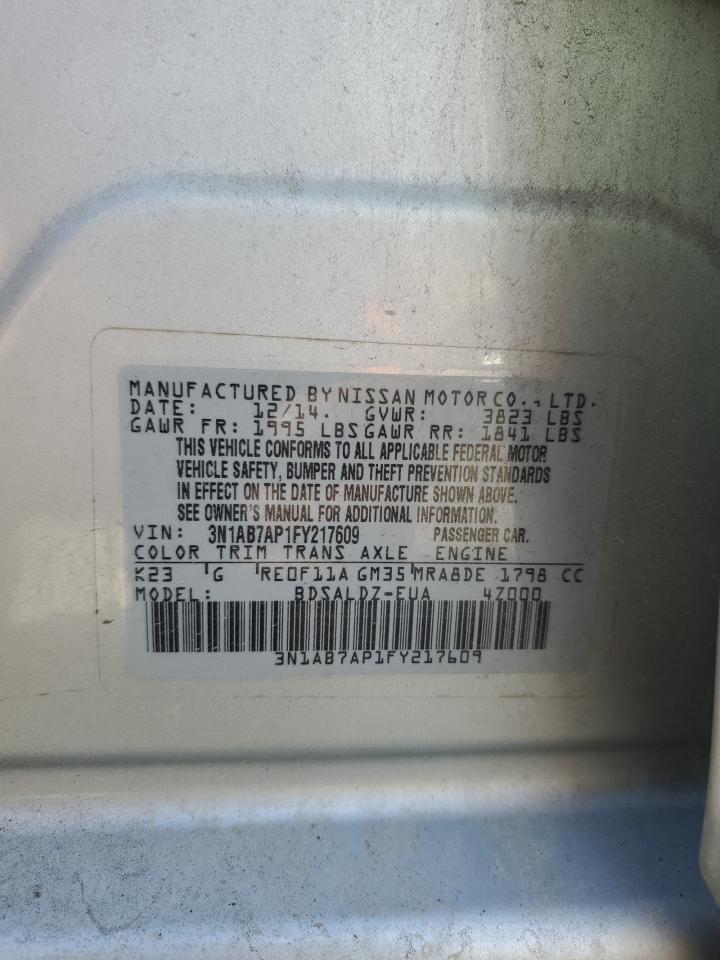 MANUFACTURED BY NISSAN MOTOR CO., LTD.
DATE: 12/14. GVWR: 3823 LBS
GAWR FR: 1995 LBS GAWR RR: 1841 LBS
THIS VEHICLE CONFORMS TO ALL APPLICABLE FEDERAL MOTOR
VEHICLE SAFETY, BUMPER AND THEFT PREVENTION STANDARDS
IN EFFECT ON THE DATE OF MANUFACTURE SHOWN ABOVE.
SEE OWNER'S MANUAL FOR ADDITIONAL INFORMATION.
VIN: 3N1AB7AP1FY217609 PASSENGER CAR.
COLOR TRIM TRANS AXLE ENGINE
K23 G RE0F11A GM35 MRA8DE 1798 CC
MODEL: BDSALDZ-EUA 4Z000
3N1AB7AP1FY217609